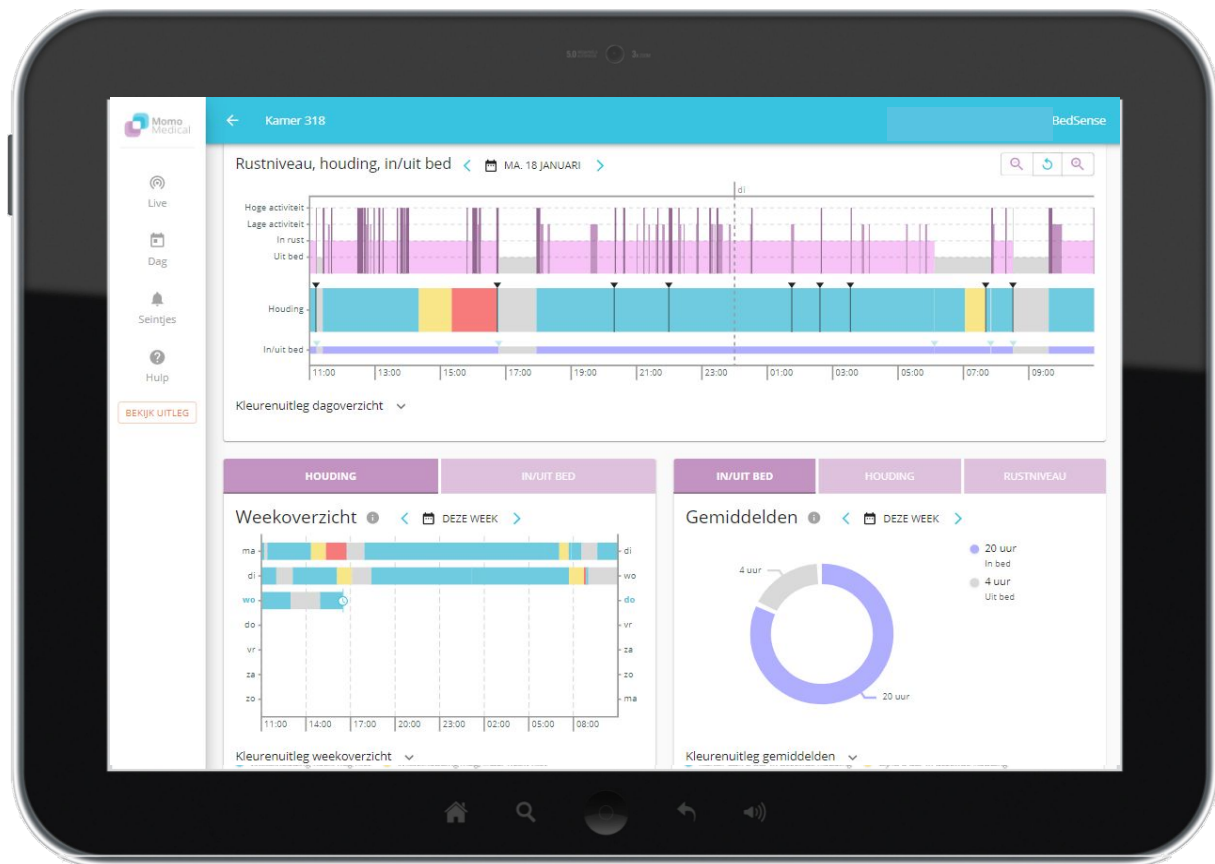 Momo
Medical
Kamer 318
BedSense
Live
Dag
Seintjes
Hulp
BEKIJK UITLEG
Rustniveau, houding, in/uit bed
MA. 18 JANUARI
di
Hoge activiteit
Lage activiteit
In rust
Uit bed
Houding
In/uit bed
11:00 13:00 15:00 17:00 19:00 21:00 23:00 01:00 03:00 05:00 07:00 09:00
Kleurenuitleg dagoverzicht
HOUDING IN/UIT BED
Weekoverzicht DEZE WEEK
ma di
di wo
wo do
do vr
vr za
za zo
zo ma
11:00 14:00 17:00 20:00 23:00 02:00 05:00 08:00
Kleurenuitleg weekoverzicht
IN/UIT BED HOUDING RUSTNIVEAU
Gemiddelden DEZE WEEK
20 uur
In bed
4 uur
Uit bed
4 uur
20 uur
Kleurenuitleg gemiddelden